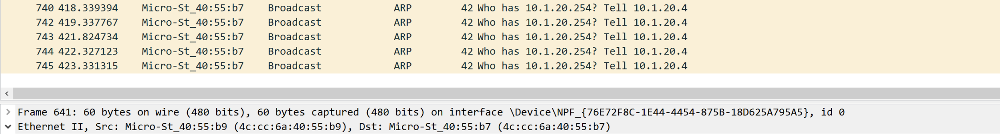 740 418.339394 Micro-St_40:55:b7 Broadcast ARP 42 Who has 10.1.20.254? Tell 10.1.20.4
742 419.337767 Micro-St_40:55:b7 Broadcast ARP 42 Who has 10.1.20.254? Tell 10.1.20.4
743 421.824734 Micro-St_40:55:b7 Broadcast ARP 42 Who has 10.1.20.254? Tell 10.1.20.4
744 422.327123 Micro-St_40:55:b7 Broadcast ARP 42 Who has 10.1.20.254? Tell 10.1.20.4
745 423.331315 Micro-St_40:55:b7 Broadcast ARP 42 Who has 10.1.20.254? Tell 10.1.20.4
Frame 641: 60 bytes on wire (480 bits), 60 bytes captured (480 bits) on interface \Device\NPF_{76E72F8C-1E44-4454-875B-18D625A795A5}, id 0
Ethernet II, Src: Micro-St_40:55:b9 (4c:cc:6a:40:55:b9), Dst: Micro-St_40:55:b7 (4c:cc:6a:40:55:b7)